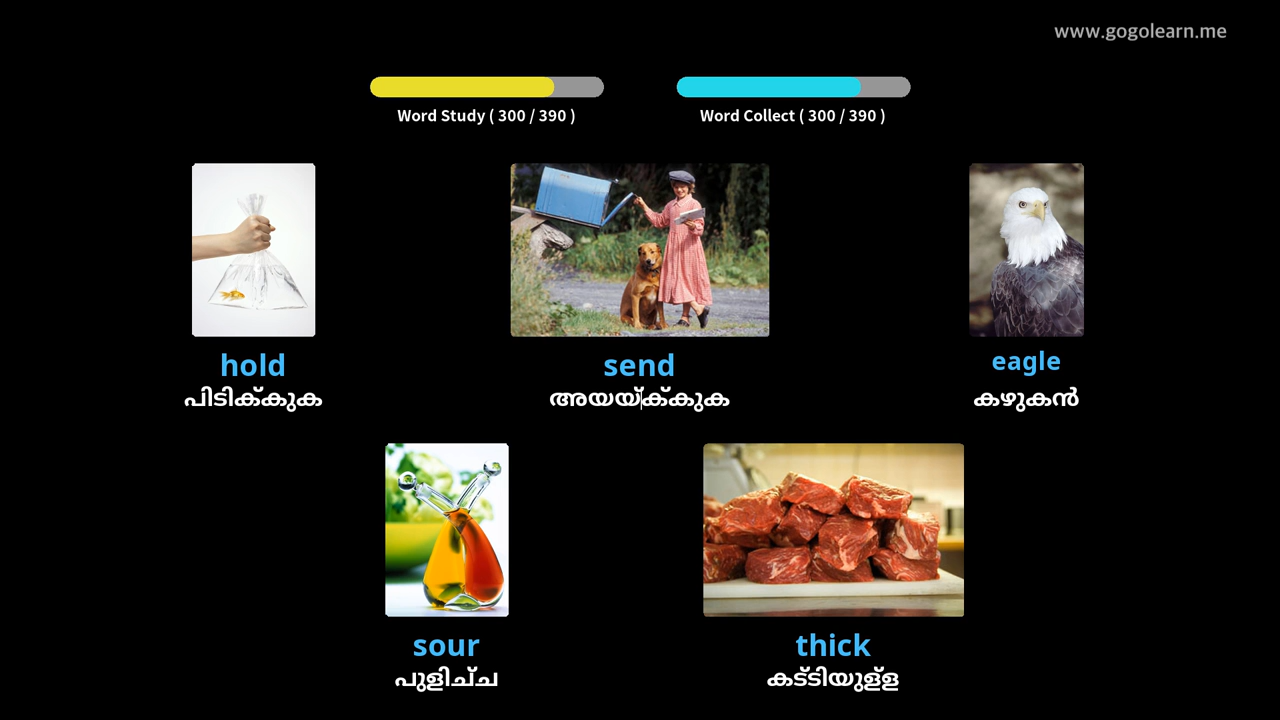 www.gogolearn.me
Word Study ( 300 / 390 )
Word Collect ( 300 / 390 )
hold
പിടിക്കുക
send
അയയ്ക്കുക
eagle
കഴുകൻ
sour
പുളിച്ച
thick
കട്ടിയുള്ള